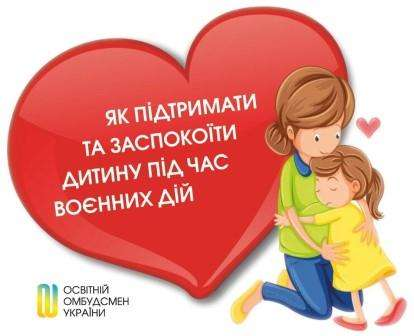 ЯК ПІДТРИМАТИ
ТА ЗАСПОКОЇТИ
ДИТИНУ ПІД ЧАС
ВОЄННИХ ДІЙ
ОСВІТНІЙ
ОМБУДСМЕН
УКРАЇНИ